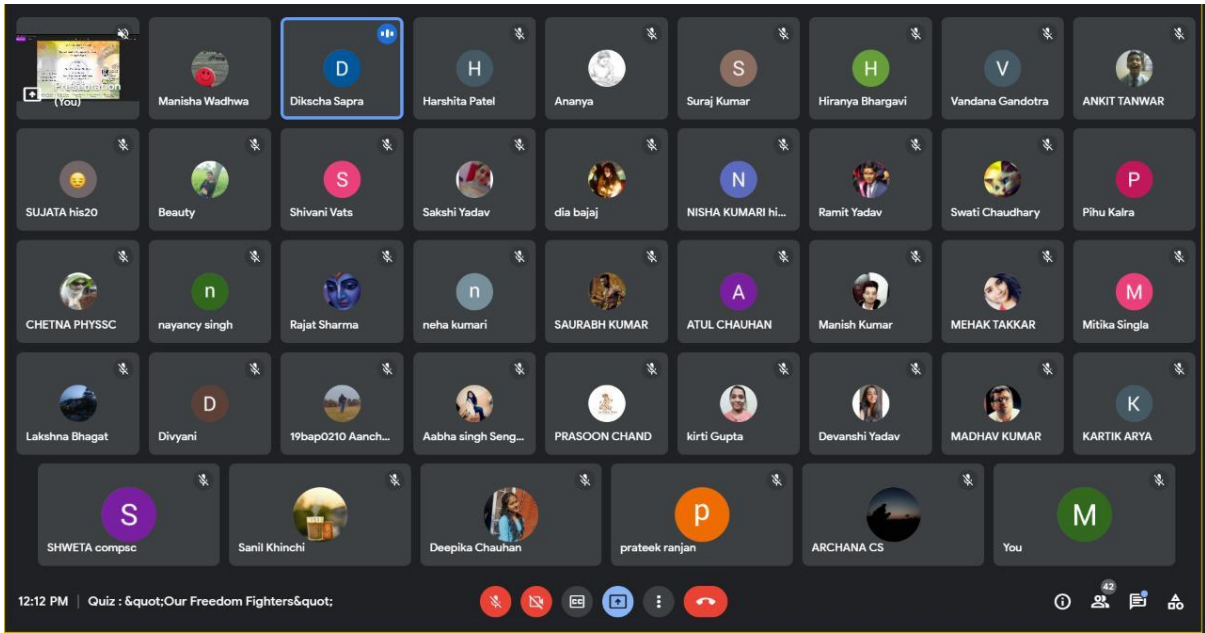 Presentation
(You)
Manisha Wadhwa
D
Dikscha Sapra
H
Harshita Patel
Ananya
S
Suraj Kumar
H
Hiranya Bhargavi
V
Vandana Gandotra
ANKIT TANWAR
SUJATA his20
Beauty
S
Shivani Vats
Sakshi Yadav
dia bajaj
N
NISHA KUMARI hi...
Ramit Yadav
Swati Chaudhary
P
Pihu Kalra
CHETNA PHYSSC
n
nayancy singh
Rajat Sharma
n
neha kumari
SAURABH KUMAR
A
ATUL CHAUHAN
Manish Kumar
MEHAK TAKKAR
M
Mitika Singla
Lakshna Bhagat
D
Divyani
19bap0210 Aanch...
Aabha singh Seng...
PRASOON CHAND
kirti Gupta
Devanshi Yadav
MADHAV KUMAR
K
KARTIK ARYA
S
SHWETA compsc
Sanil Khinchi
Deepika Chauhan
p
prateek ranjan
ARCHANA CS
M
You
12:12 PM | Quiz : &quot;Our Freedom Fighters&quot;
CC
42